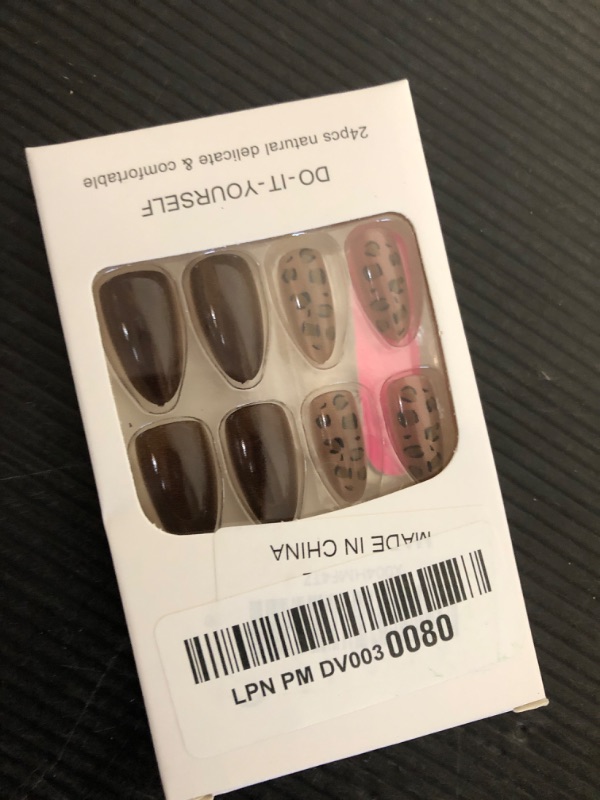 24pcs natural delicate & comfortable
DO-IT-YOURSELF
MADE IN CHINA
LPN PM DV003 0080